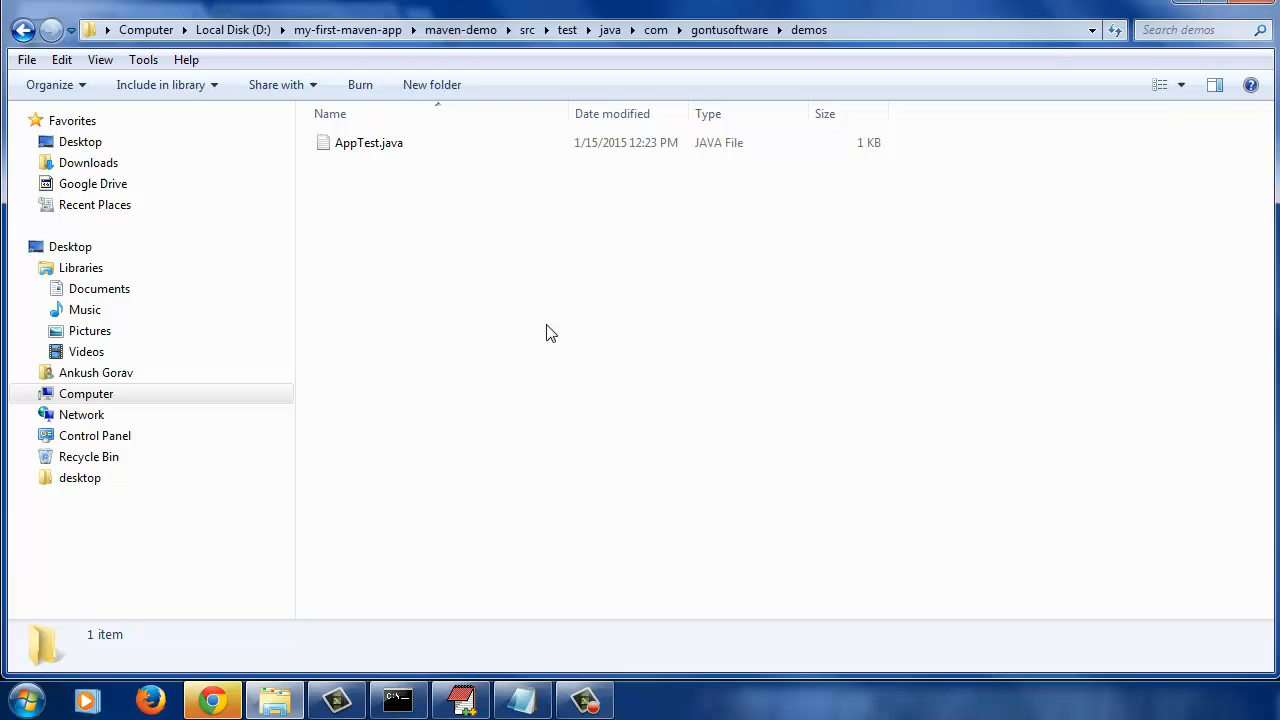 Computer Local Disk (D:) my-first-maven-app maven-demo src test java com gontusoftware demos Search demos
File Edit View Tools Help
Organize Include in library Share with Burn New folder
Name Date modified Type Size
AppTest.java 1/15/2015 12:23 PM JAVA File 1 KB
Favorites
Desktop
Downloads
Google Drive
Recent Places
Desktop
Libraries
Documents
Music
Pictures
Videos
Ankush Gorav
Computer
Network
Control Panel
Recycle Bin
desktop
1 item
C:\